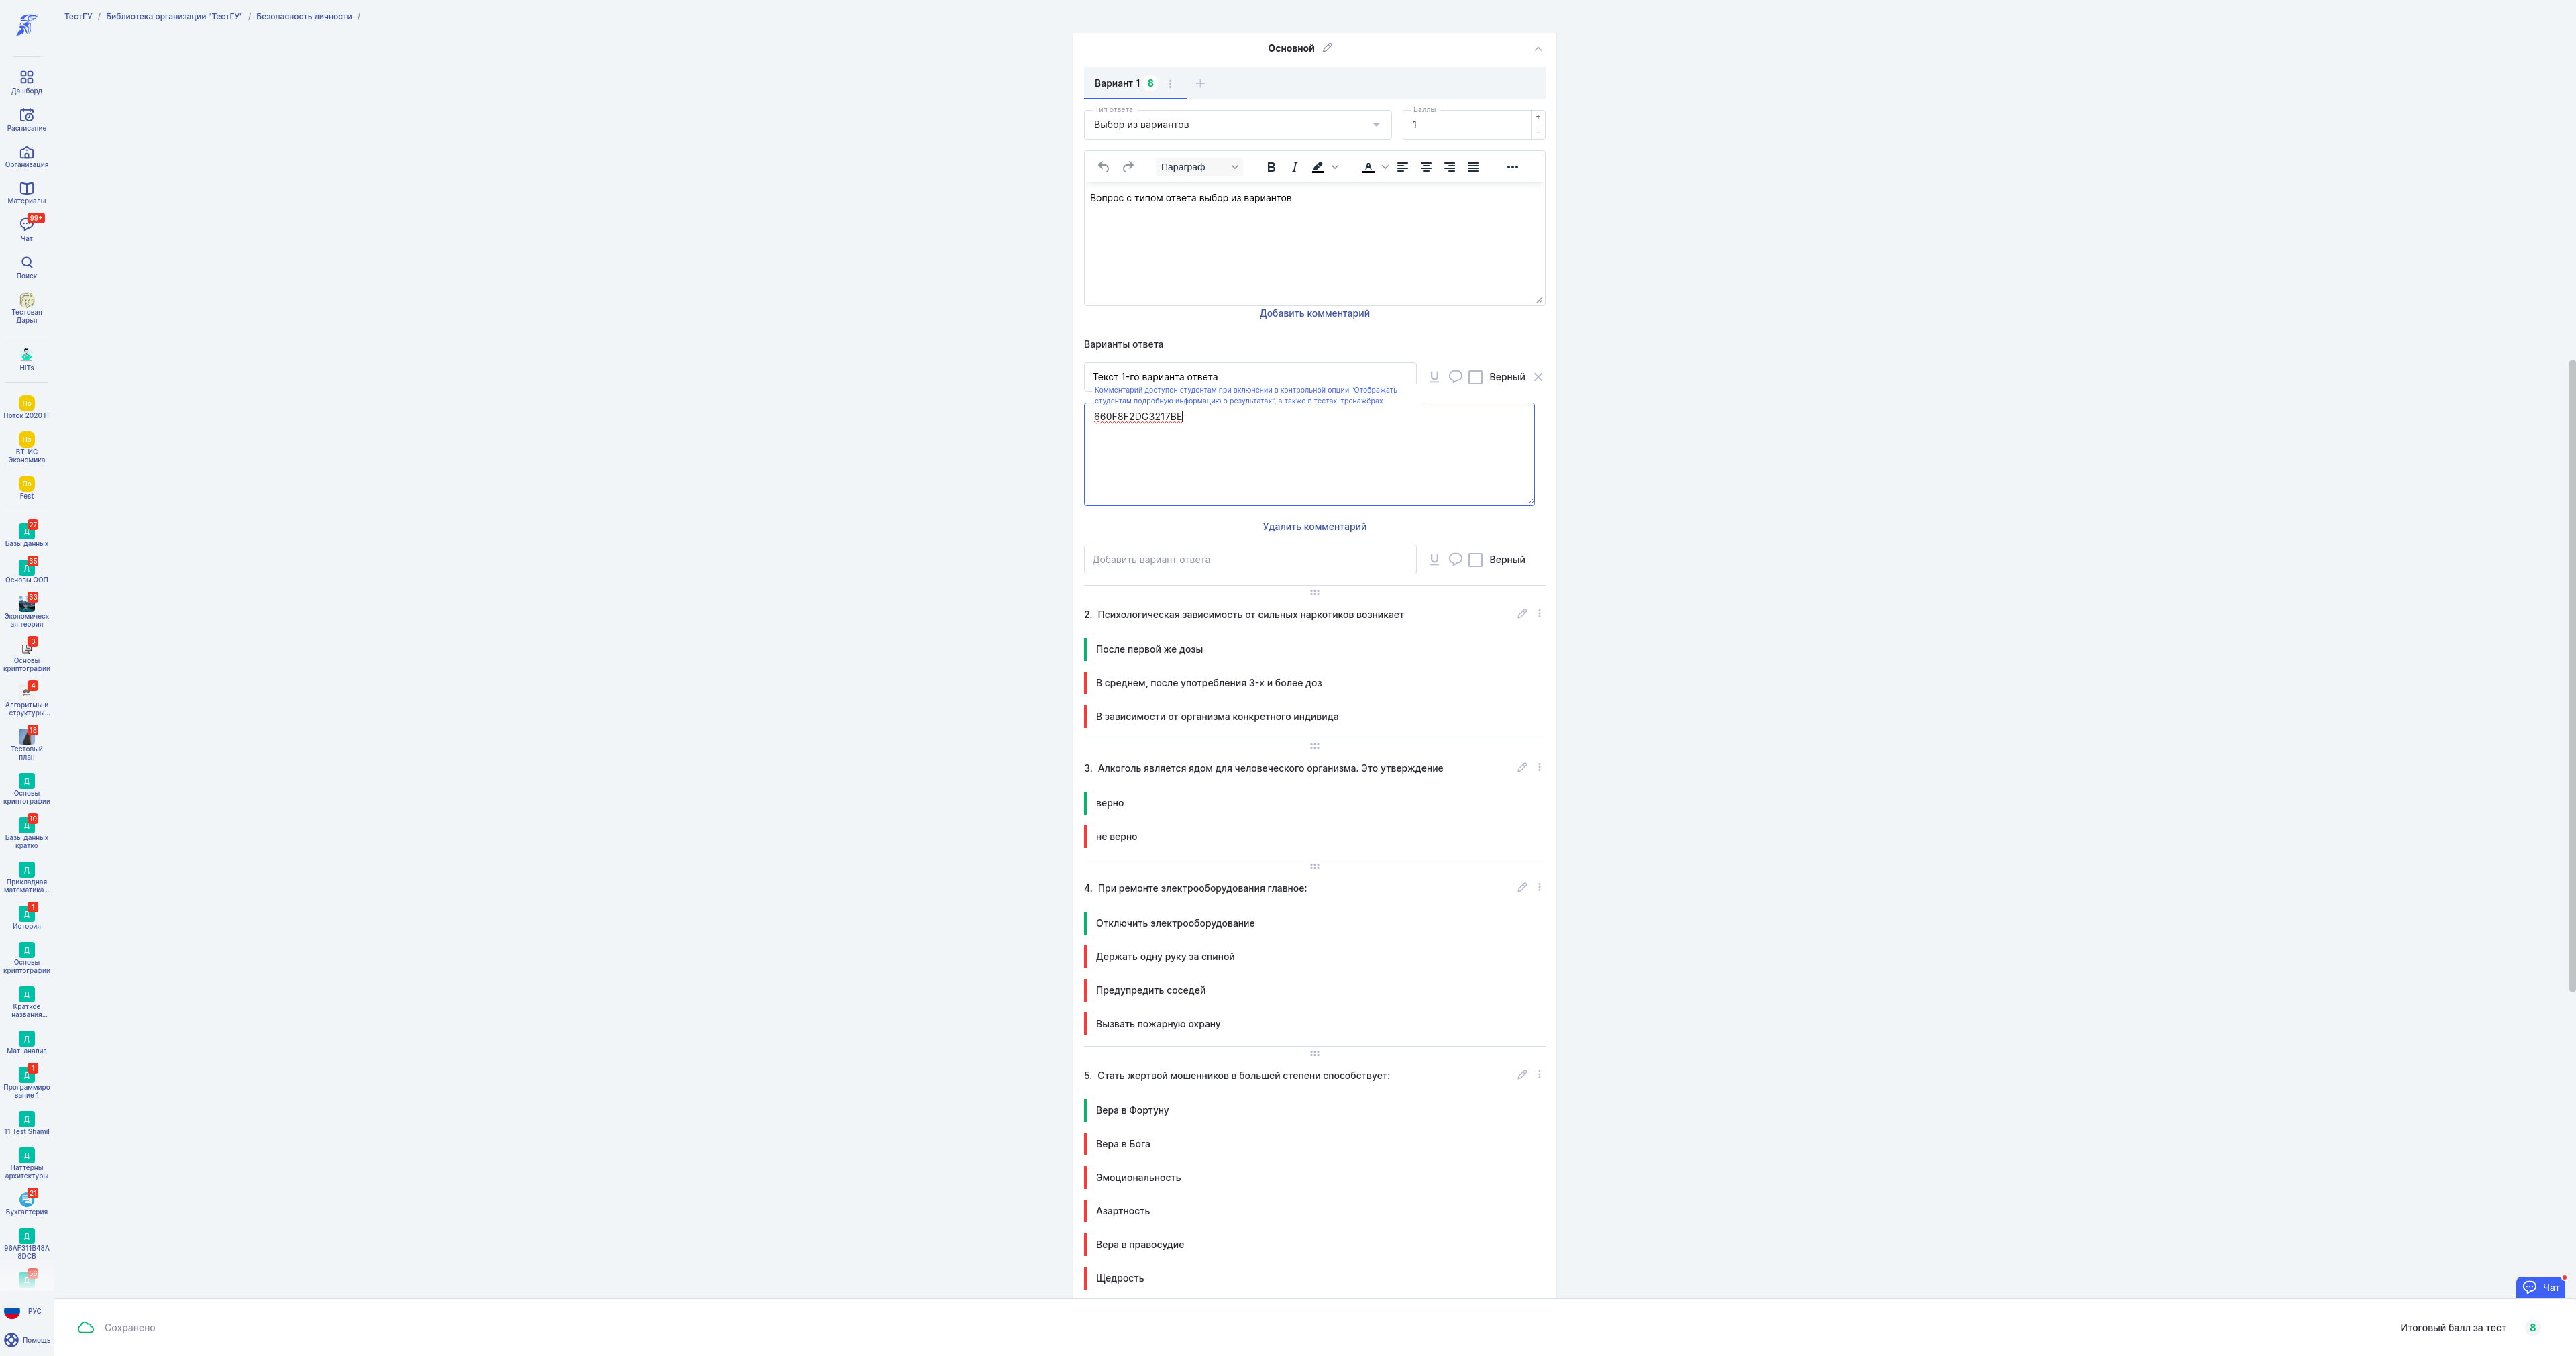 ТестГУ / Библиотека организации "ТестГУ" / Безопасность личности /
Дашборд
Расписание
Организация
Материалы
99+
Чат
Поиск
Тестовая
Дарья
HITs
По
Поток 2020 IT
По
ВТ-ИС
Экономика
По
Fest
27
Д
Базы данных
35
Д
Основы ООП
33
Экономическ
ая теория
3
Основы
криптографии
4
Алгоритмы и
структуры...
18
Тестовый
план
Д
Основы
криптографии
10
Д
Базы данных
кратко
Д
Прикладная
математика ...
1
Д
История
Д
Основы
криптографии
Д
Краткое
названия...
Д
Мат. анализ
1
Д
Программиро
вание 1
Д
11 Test Shamil
Д
Паттерны
архитектуры
21
Бухгалтерия
Д
96AF311B48A
8DCB
56
Д
РУС
Помощь
Основной
Вариант 1 8
Тип ответа
Выбор из вариантов
Баллы
1
+
-
Параграф B I A
Вопрос с типом ответа выбор из вариантов
Добавить комментарий
Варианты ответа
Текст 1-го варианта ответа U Верный
Комментарий доступен студентам при включении в контрольной опции "Отображать
студентам подробную информацию о результатах", а также в тестах-тренажёрах
660F8F2DG3217BE
Удалить комментарий
Добавить вариант ответа U Верный
2. Психологическая зависимость от сильных наркотиков возникает
После первой же дозы
В среднем, после употребления 3-х и более доз
В зависимости от организма конкретного индивида
3. Алкоголь является ядом для человеческого организма. Это утверждение
верно
не верно
4. При ремонте электрооборудования главное:
Отключить электрооборудование
Держать одну руку за спиной
Предупредить соседей
Вызвать пожарную охрану
5. Стать жертвой мошенников в большей степени способствует:
Вера в Фортуну
Вера в Бога
Эмоциональность
Азартность
Вера в правосудие
Щедрость
Чат
Сохранено
Итоговый балл за тест 8